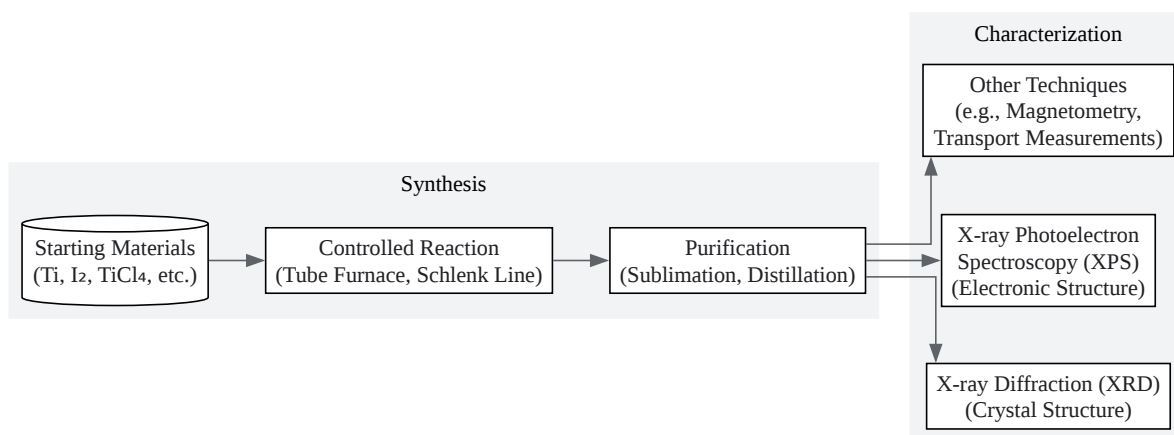 Characterization
Other Techniques
(e.g., Magnetometry,
Transport Measurements)
Synthesis
Starting Materials
(Ti, I₂, TiCl₄, etc.)
Controlled Reaction
(Tube Furnace, Schlenk Line)
Purification
(Sublimation, Distillation)
X-ray Photoelectron
Spectroscopy (XPS)
(Electronic Structure)
X-ray Diffraction (XRD)
(Crystal Structure)